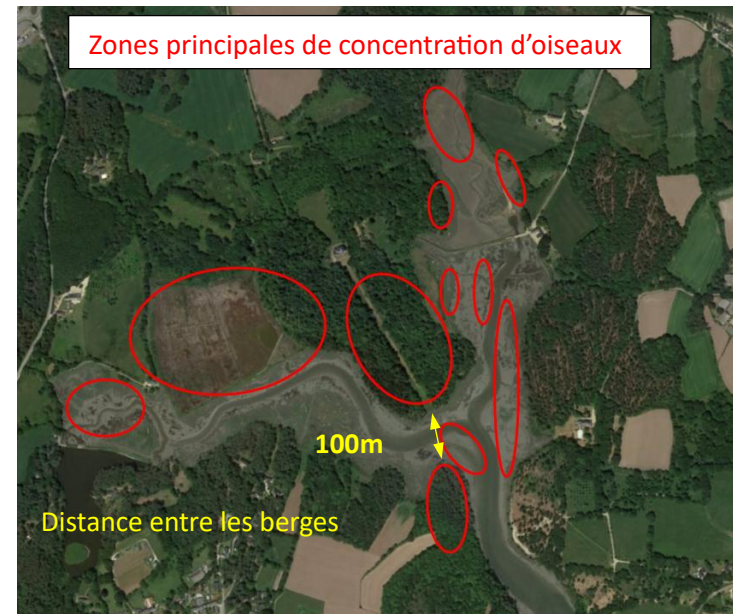 Zones principales de concentration d’oiseaux
100m
Distance entre les berges